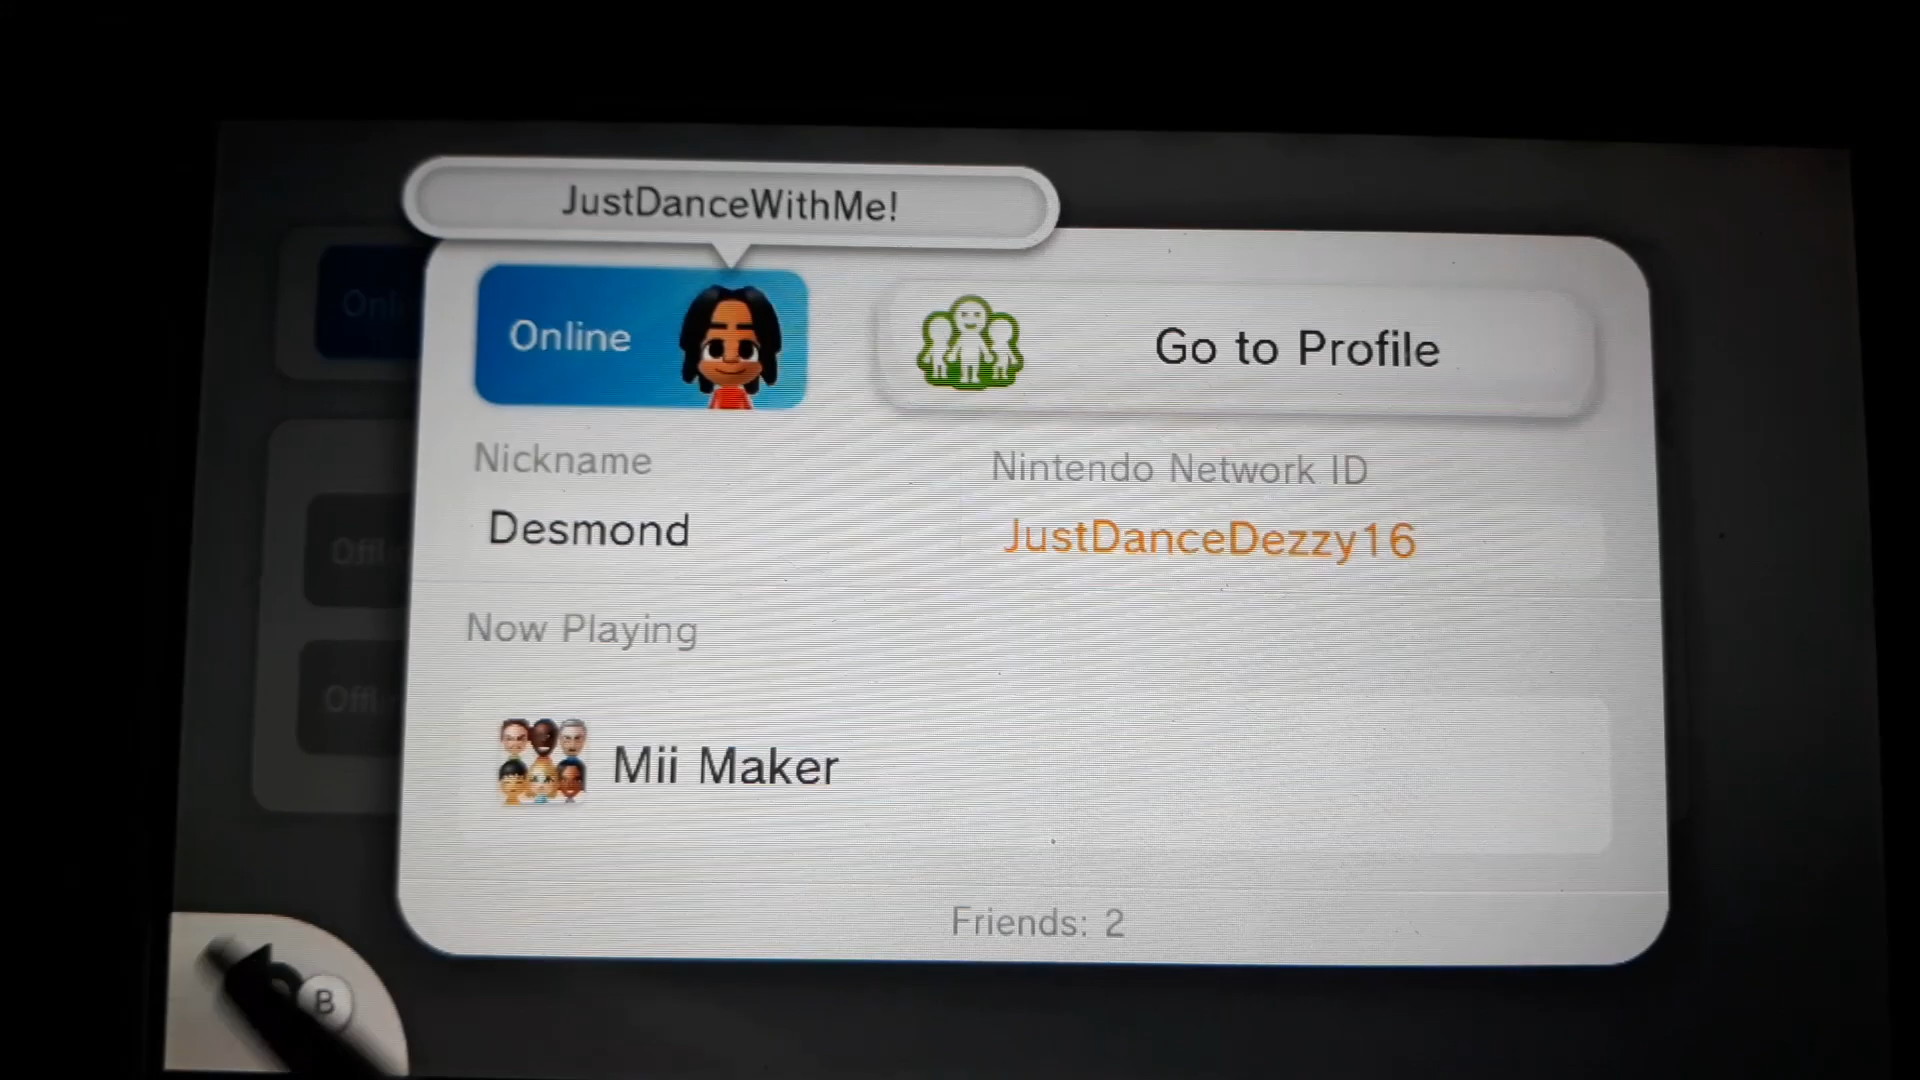 JustDanceWithMe!
Online
Go to Profile
Nickname
Nintendo Network ID
Desmond
JustDanceDezzy16
Now Playing
Mii Maker
Friends: 2
B